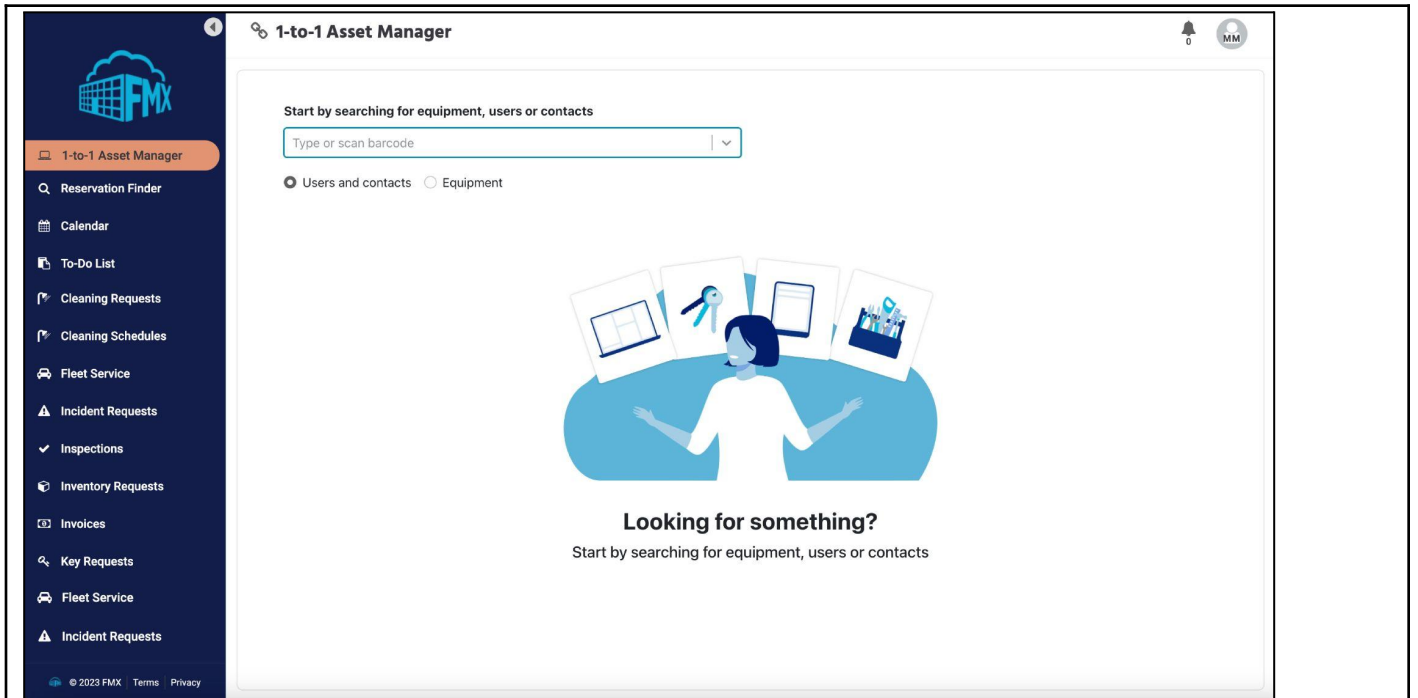 1-to-1 Asset Manager
0
MM
FMX
1-to-1 Asset Manager
Reservation Finder
Calendar
To-Do List
Cleaning Requests
Cleaning Schedules
Fleet Service
Incident Requests
Inspections
Inventory Requests
Invoices
Key Requests
Fleet Service
Incident Requests
© 2023 FMX Terms Privacy
Start by searching for equipment, users or contacts
Type or scan barcode
Users and contacts Equipment
Looking for something?
Start by searching for equipment, users or contacts